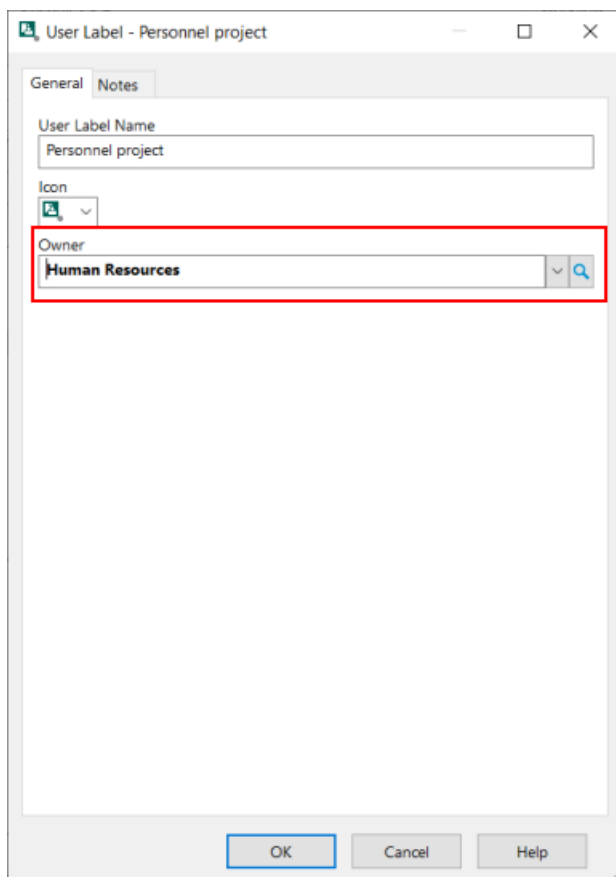 User Label - Personnel project
General Notes
User Label Name
Personnel project
Icon
Owner
Human Resources
OK Cancel Help